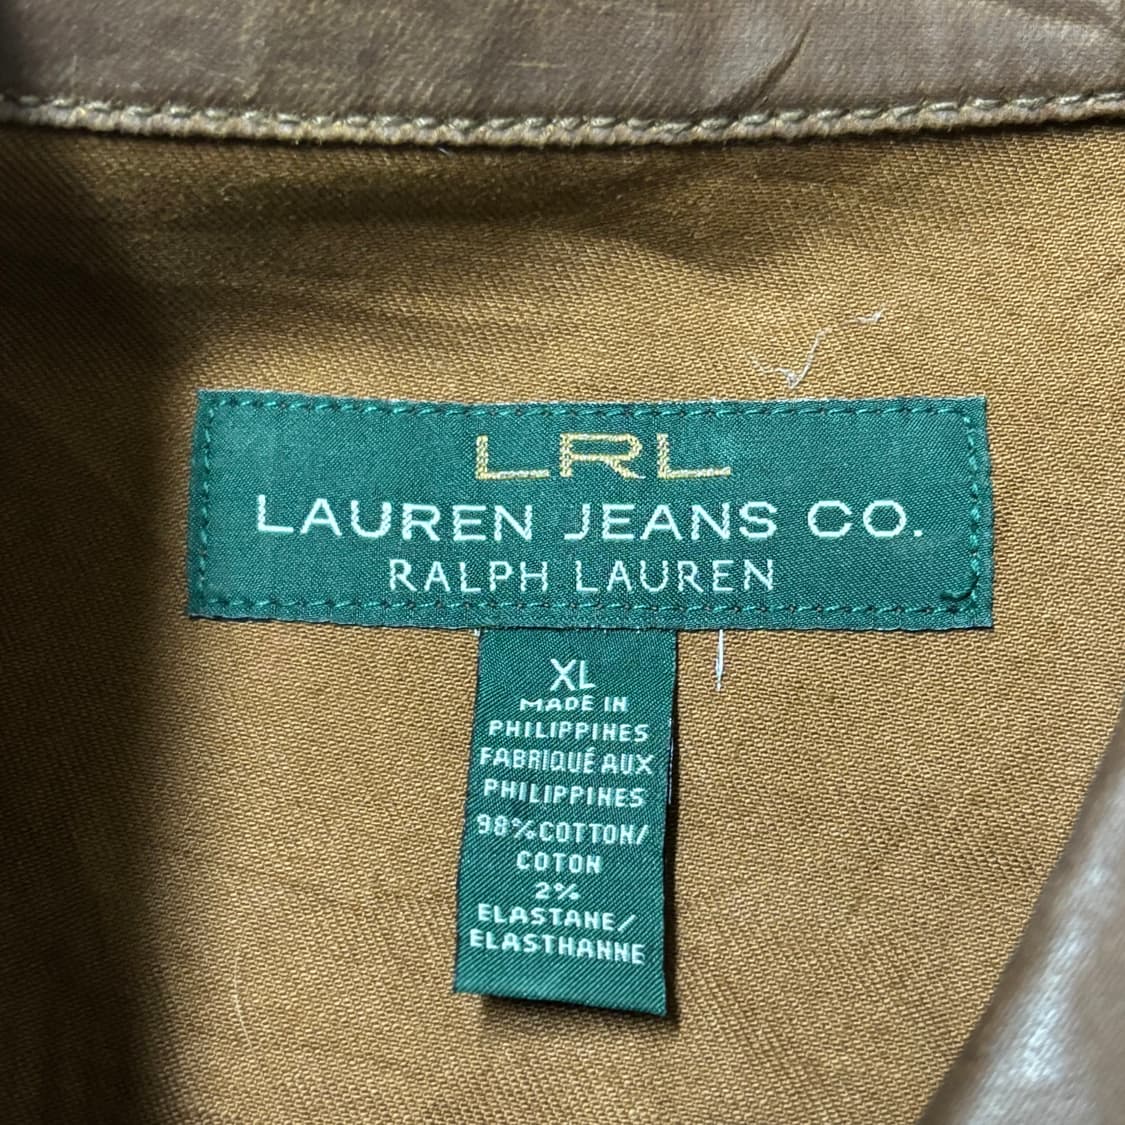 LRL
LAUREN JEANS CO.
RALPH LAUREN
XL
MADE IN
PHILIPPINES
FABRIQUÉ AUX
PHILIPPINES
98% COTTON/
COTON
2%
ELASTANE/
ELASTHANNE